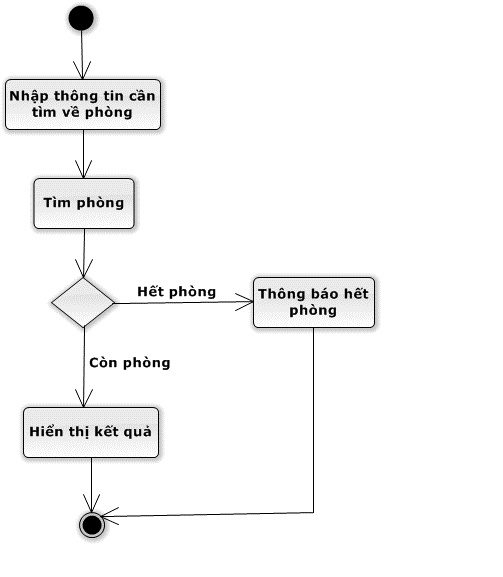 Nhập thông tin cần
tìm về phòng
Tìm phòng
Hết phòng
Thông báo hết
phòng
Còn phòng
Hiển thị kết quả